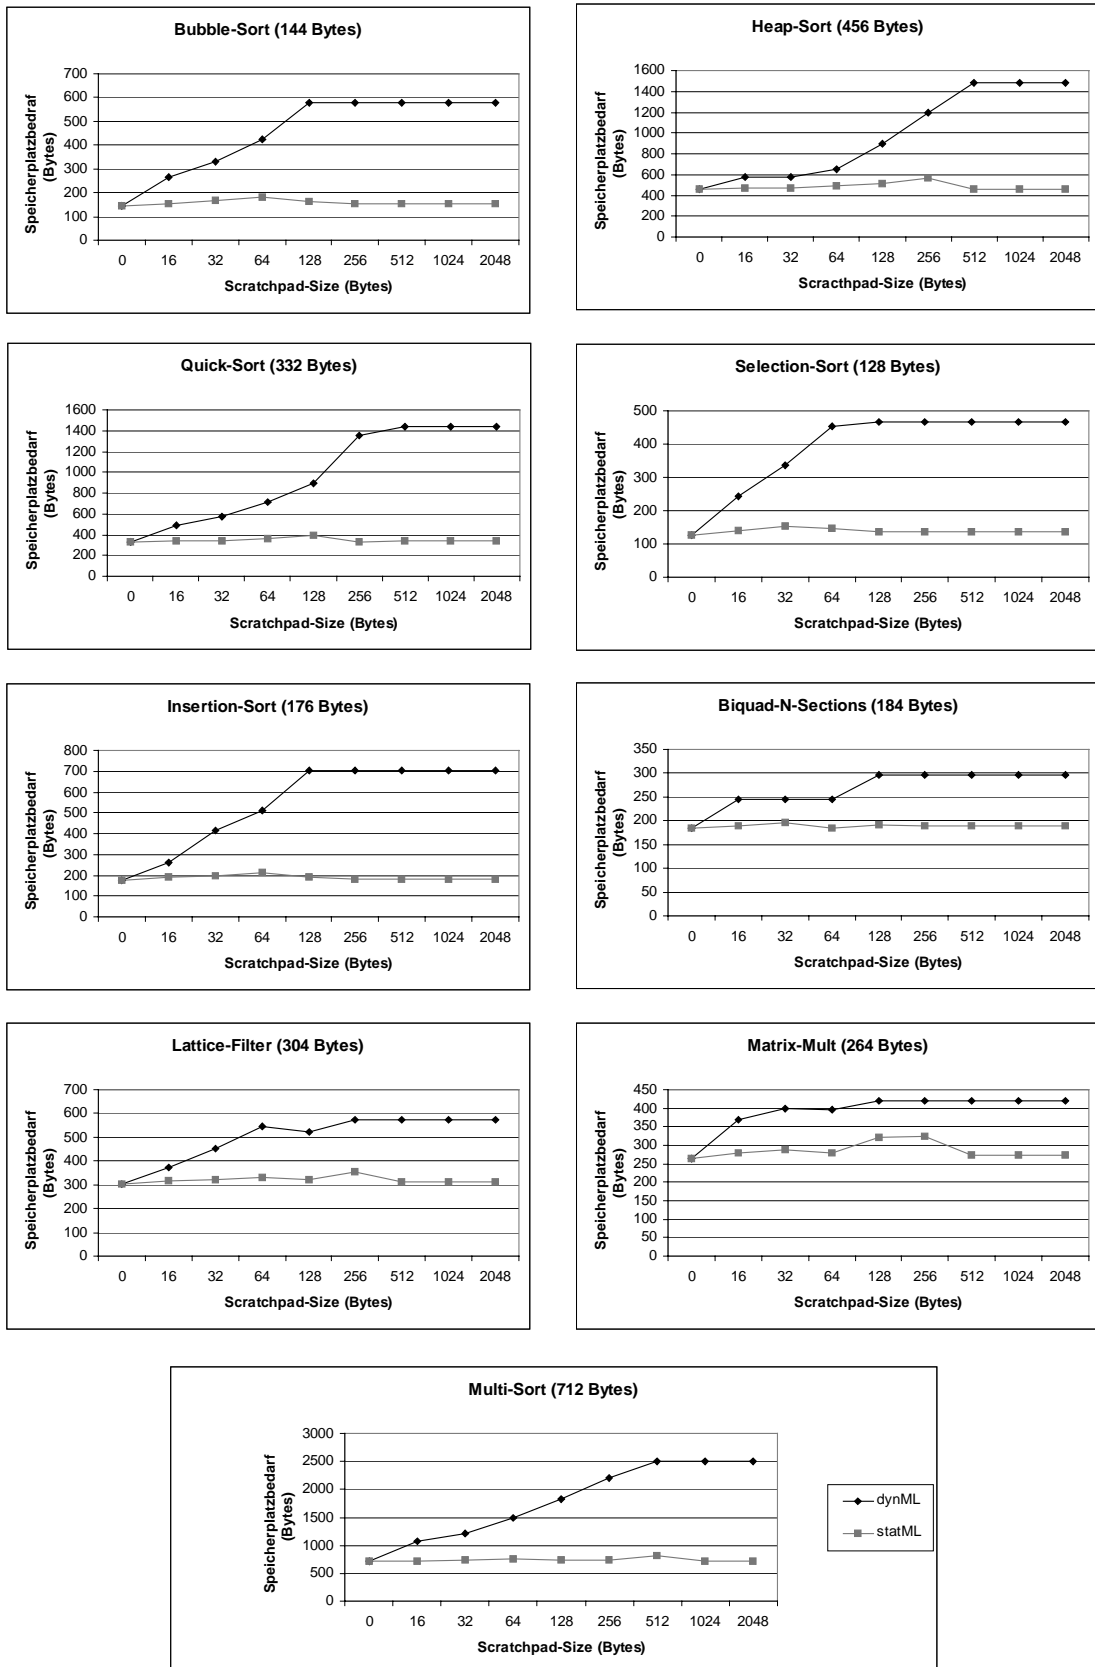 Bubble-Sort (144 Bytes)
Speicherplatzbedraf
(Bytes)
700
600
500
400
300
200
100
0
0 16 32 64 128 256 512 1024 2048
Scratchpad-Size (Bytes)
Heap-Sort (456 Bytes)
Speicherplatzbedarf
(Bytes)
1600
1400
1200
1000
800
600
400
200
0
0 16 32 64 128 256 512 1024 2048
Scracthpad-Size (Bytes)
Quick-Sort (332 Bytes)
Speicherplatzbedarf
(Bytes)
1600
1400
1200
1000
800
600
400
200
0
0 16 32 64 128 256 512 1024 2048
Scratchpad-Size (Bytes)
Selection-Sort (128 Bytes)
Speicherplatzbedarf
(Bytes)
500
400
300
200
100
0
0 16 32 64 128 256 512 1024 2048
Scratchpad-Size (Bytes)
Insertion-Sort (176 Bytes)
Speicherplatzbedarf
(Bytes)
800
700
600
500
400
300
200
100
0
0 16 32 64 128 256 512 1024 2048
Scratchpad-Size (Bytes)
Biquad-N-Sections (184 Bytes)
Speicherplatzbedarf
(Bytes)
350
300
250
200
150
100
50
0
0 16 32 64 128 256 512 1024 2048
Scratchpad-Size (Bytes)
Lattice-Filter (304 Bytes)
Speicherplatzbedarf
(Bytes)
700
600
500
400
300
200
100
0
0 16 32 64 128 256 512 1024 2048
Scratchpad-Size (Bytes)
Matrix-Mult (264 Bytes)
Speicherplatzbedarf
(Bytes)
450
400
350
300
250
200
150
100
50
0
0 16 32 64 128 256 512 1024 2048
Scratchpad-Size (Bytes)
Multi-Sort (712 Bytes)
Speicherplatzbedarf
(Bytes)
3000
2500
2000
1500
1000
500
0
0 16 32 64 128 256 512 1024 2048
Scratchpad-Size (Bytes)
dynML
statML